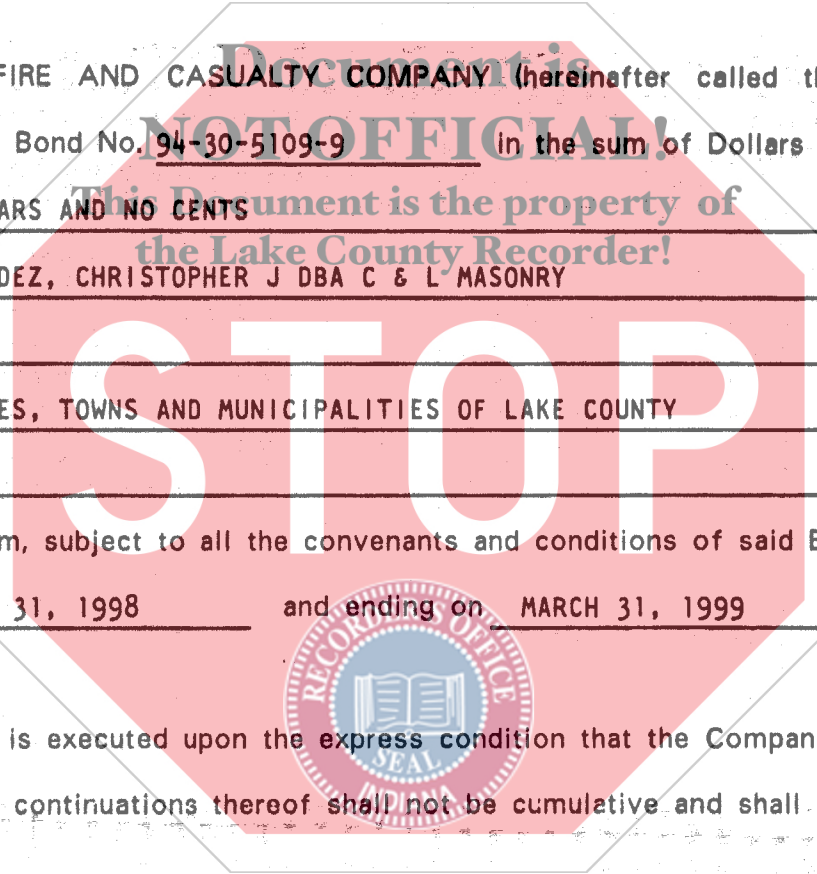 FIRE AND CASUALTY COMPANY (hereinafter called th
Document is
Bond No. 94-30-5109-9 in the sum of Dollars
NOT OFFICIAL!
ARS AND NO CENTS
This Document is the property of
the Lake County Recorder!
DEZ, CHRISTOPHER J DBA C & L MASONRY
STOP
ES, TOWNS AND MUNICIPALITIES OF LAKE COUNTY
m, subject to all the convenants and conditions of said B
31, 1998 and ending on MARCH 31, 1999
RECORDER'S OFFICE
is executed upon the express condition that the Compan
SEAL
INDIANA
continuations thereof shall not be cumulative and shall